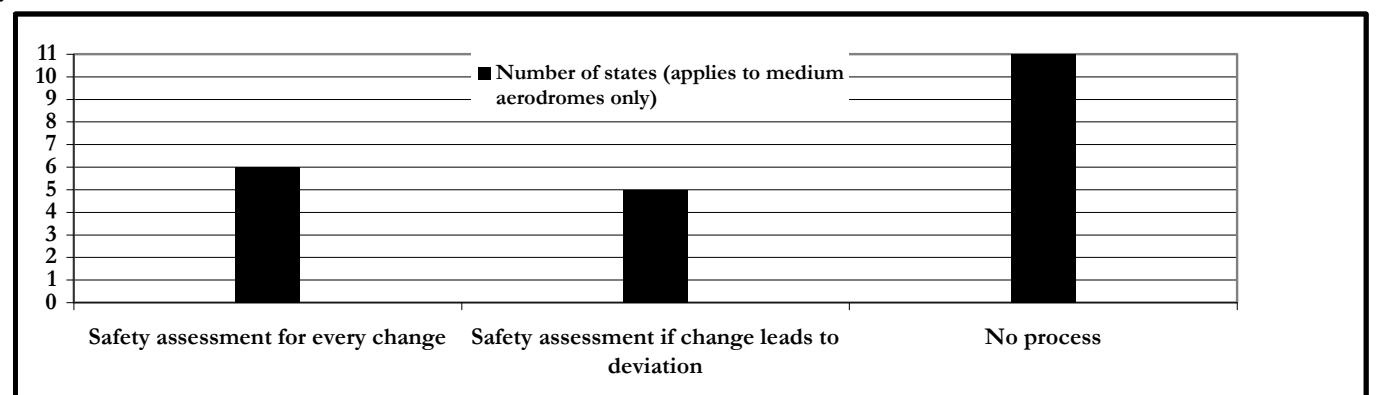 11
10
9
8
7
6
5
4
3
2
1
0
Number of states (applies to medium
aerodromes only)
Safety assessment for every change
Safety assessment if change leads to
deviation
No process